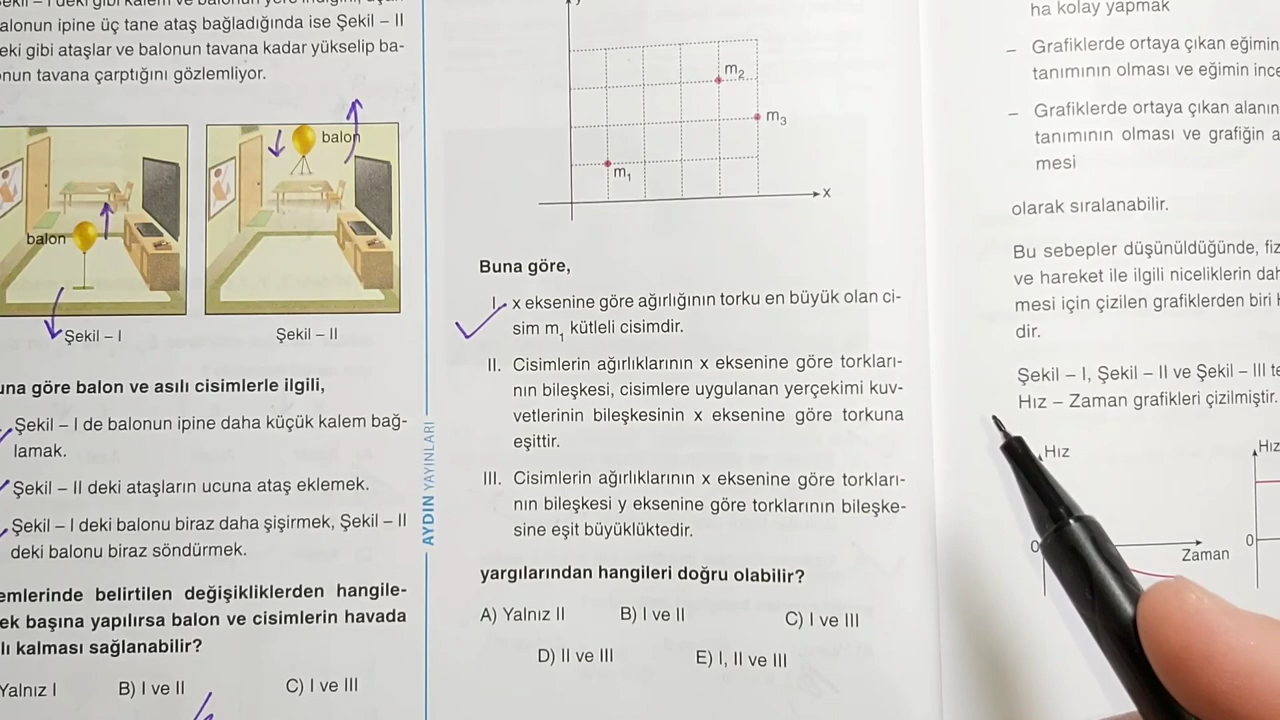 alonun ipine üç tane ataş bağladığında ise Şekil – II
eki gibi ataşlar ve balonun tavana kadar yükselip ba-
onun tavana çarptığını gözlemliyor.
balon
balon
Şekil – I
Şekil – II
una göre balon ve asılı cisimlerle ilgili,
Şekil – I de balonun ipine daha küçük kalem bağ-
lamak.
Şekil – II deki ataşların ucuna ataş eklemek.
Şekil – I deki balonu biraz daha şişirmek, Şekil – II
deki balonu biraz söndürmek.
emlerinde belirtilen değişikliklerden hangile-
ek başına yapılırsa balon ve cisimlerin havada
lı kalması sağlanabilir?
Yalnız I
B) I ve II
C) I ve III
AYDIN YAYINLARI
y
m₂
m₃
m₁
x
Buna göre,
I. x eksenine göre ağırlığının torku en büyük olan ci-
sim m₁ kütleli cisimdir.
II. Cisimlerin ağırlıklarının x eksenine göre torkları-
nın bileşkesi, cisimlere uygulanan yerçekimi kuv-
vetlerinin bileşkesinin x eksenine göre torkuna
eşittir.
III. Cisimlerin ağırlıklarının x eksenine göre torkları-
nın bileşkesi y eksenine göre torklarının bileşke-
sine eşit büyüklüktedir.
yargılarından hangileri doğru olabilir?
A) Yalnız II
B) I ve II
C) I ve III
D) II ve III
E) I, II ve III
ha kolay yapmak
– Grafiklerde ortaya çıkan eğimin
tanımının olması ve eğimin ince
– Grafiklerde ortaya çıkan alanın
tanımının olması ve grafiğin a
mesi
olarak sıralanabilir.
Bu sebepler düşünüldüğünde, fiz
ve hareket ile ilgili niceliklerin dah
mesi için çizilen grafiklerden biri
dir.
Şekil – I, Şekil – II ve Şekil – III te
Hız – Zaman grafikleri çizilmiştir.
Hız
0
Zaman
Hız
0